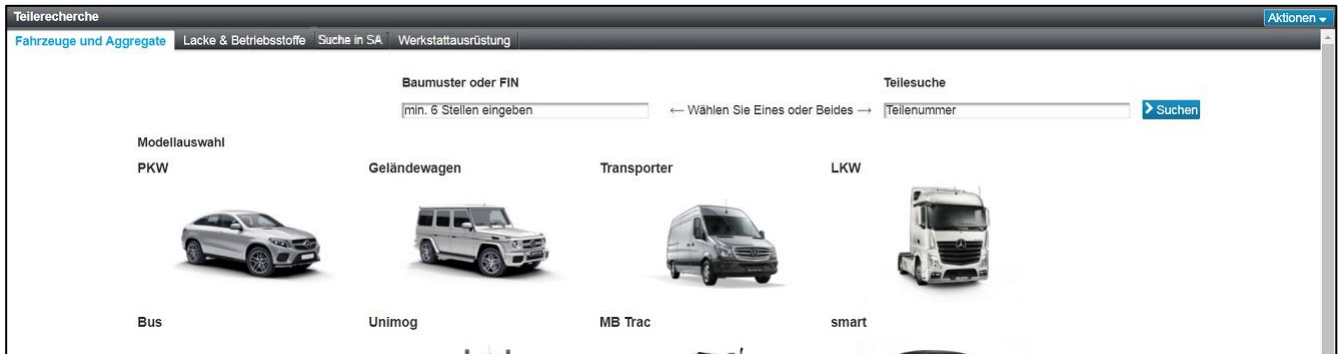 Teilerecherche
Aktionen
Fahrzeuge und Aggregate Lacke & Betriebsstoffe Suche in SA Werkstattausrüstung
Baumuster oder FIN Teilesuche
min. 6 Stellen eingeben ← Wählen Sie Eines oder Beides → Teilenummer Suchen
Modellauswahl
PKW Geländewagen Transporter LKW
Bus Unimog MB Trac smart